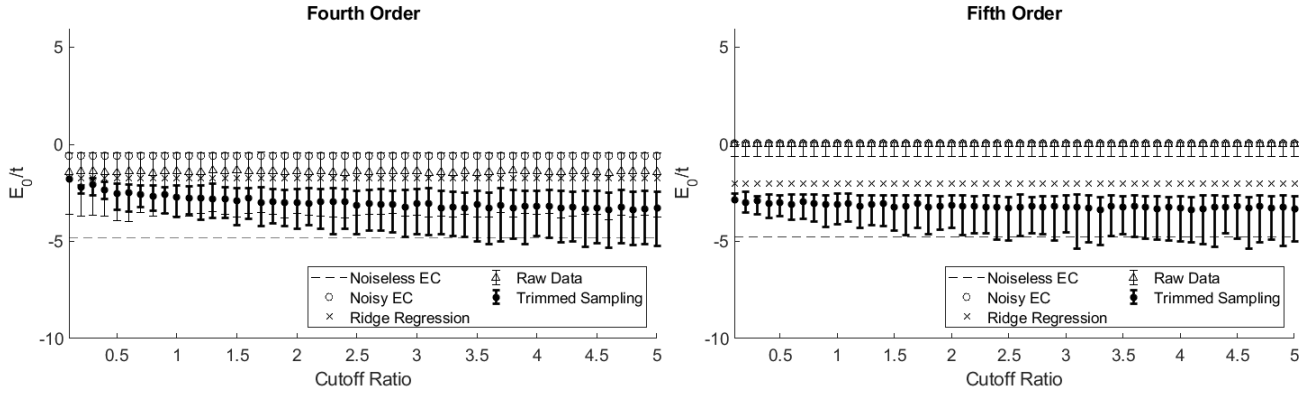 Fourth Order
5
0
-5
-10
E0/t
Noiseless EC
Noisy EC
Ridge Regression
Raw Data
Trimmed Sampling
0.5 1 1.5 2 2.5 3 3.5 4 4.5 5
Cutoff Ratio
Fifth Order
5
0
-5
-10
E0/t
Noiseless EC
Noisy EC
Ridge Regression
Raw Data
Trimmed Sampling
0.5 1 1.5 2 2.5 3 3.5 4 4.5 5
Cutoff Ratio